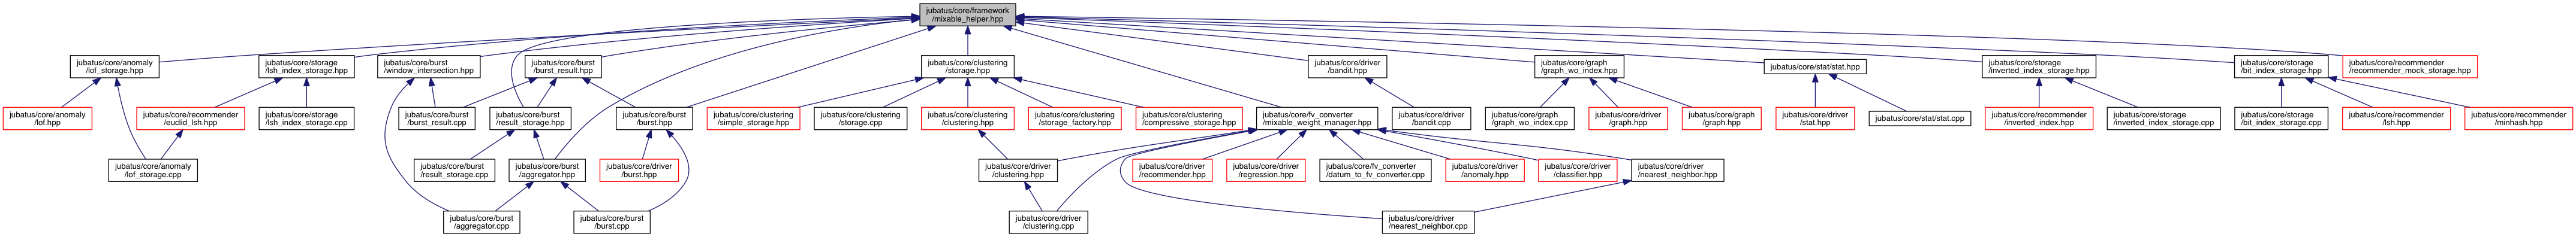 jubatus/core/framework
/mixable_helper.hpp
jubatus/core/anomaly
/lof_storage.hpp
jubatus/core/storage
/lsh_index_storage.hpp
jubatus/core/burst
/window_intersection.hpp
jubatus/core/burst
/burst_result.hpp
jubatus/core/clustering
/storage.hpp
jubatus/core/driver
/bandit.hpp
jubatus/core/graph
/graph_wo_index.hpp
jubatus/core/stat/stat.hpp
jubatus/core/storage
/inverted_index_storage.hpp
jubatus/core/storage
/bit_index_storage.hpp
jubatus/core/recommender
/recommender_mock_storage.hpp
jubatus/core/anomaly
/lof.hpp
jubatus/core/recommender
/euclid_lsh.hpp
jubatus/core/storage
/lsh_index_storage.cpp
jubatus/core/burst
/burst_result.cpp
jubatus/core/burst
/result_storage.hpp
jubatus/core/burst
/burst.hpp
jubatus/core/clustering
/simple_storage.hpp
jubatus/core/clustering
/storage.cpp
jubatus/core/clustering
/clustering.hpp
jubatus/core/clustering
/storage_factory.hpp
jubatus/core/clustering
/compressive_storage.hpp
jubatus/core/fv_converter
/mixable_weight_manager.hpp
jubatus/core/driver
/bandit.cpp
jubatus/core/graph
/graph_wo_index.cpp
jubatus/core/driver
/graph.hpp
jubatus/core/graph
/graph.hpp
jubatus/core/driver
/stat.hpp
jubatus/core/stat/stat.cpp
jubatus/core/recommender
/inverted_index.hpp
jubatus/core/storage
/inverted_index_storage.cpp
jubatus/core/storage
/bit_index_storage.cpp
jubatus/core/recommender
/lsh.hpp
jubatus/core/recommender
/minhash.hpp
jubatus/core/anomaly
/lof_storage.cpp
jubatus/core/burst
/result_storage.cpp
jubatus/core/burst
/aggregator.hpp
jubatus/core/driver
/burst.hpp
jubatus/core/driver
/clustering.hpp
jubatus/core/driver
/recommender.hpp
jubatus/core/driver
/regression.hpp
jubatus/core/fv_converter
/datum_to_fv_converter.cpp
jubatus/core/driver
/anomaly.hpp
jubatus/core/driver
/classifier.hpp
jubatus/core/driver
/nearest_neighbor.hpp
jubatus/core/burst
/aggregator.cpp
jubatus/core/burst
/burst.cpp
jubatus/core/driver
/clustering.cpp
jubatus/core/driver
/nearest_neighbor.cpp